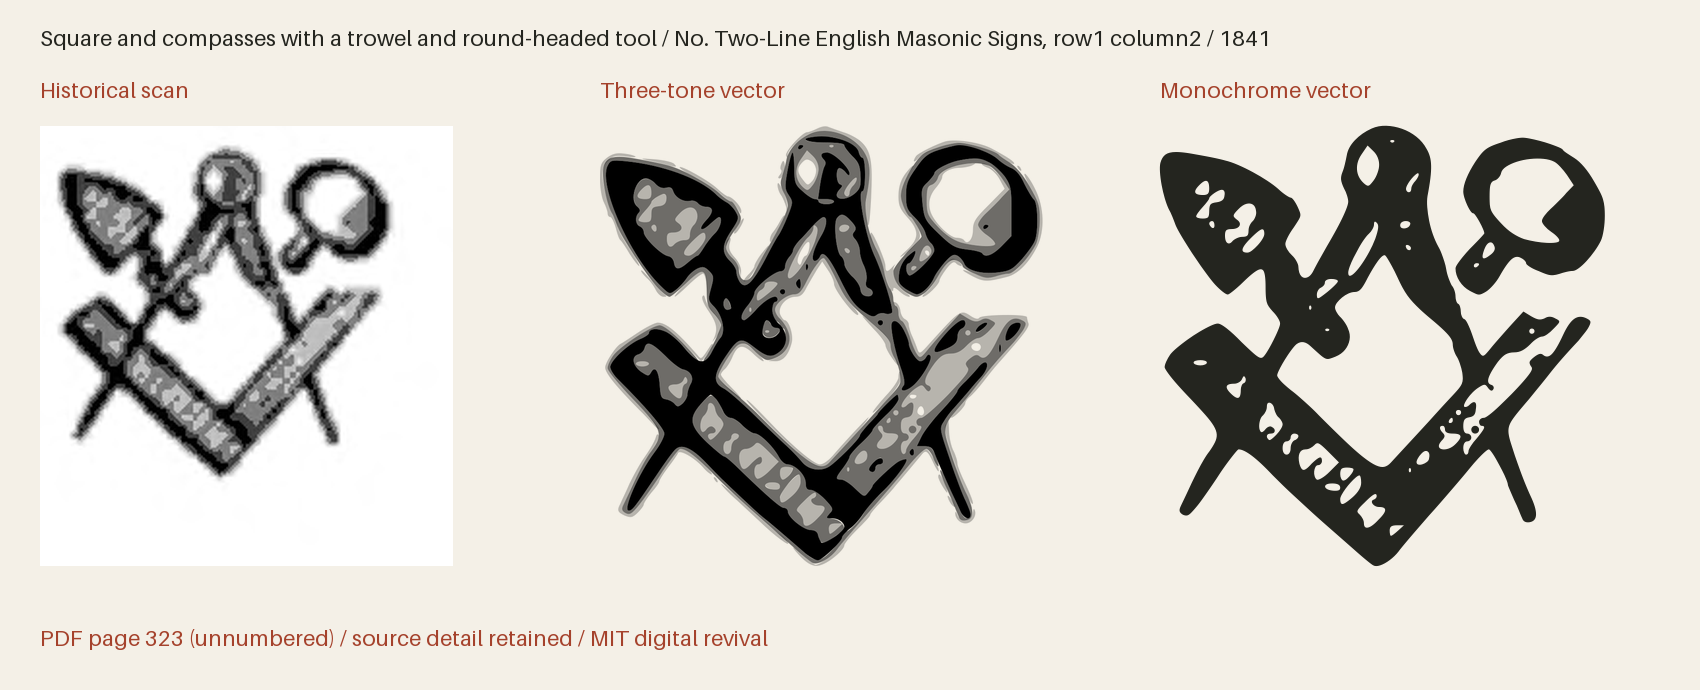 Square and compasses with a trowel and round-headed tool / No. Two-Line English Masonic Signs, row1 column2 / 1841
Historical scan
Three-tone vector
Monochrome vector
PDF page 323 (unnumbered) / source detail retained / MIT digital revival